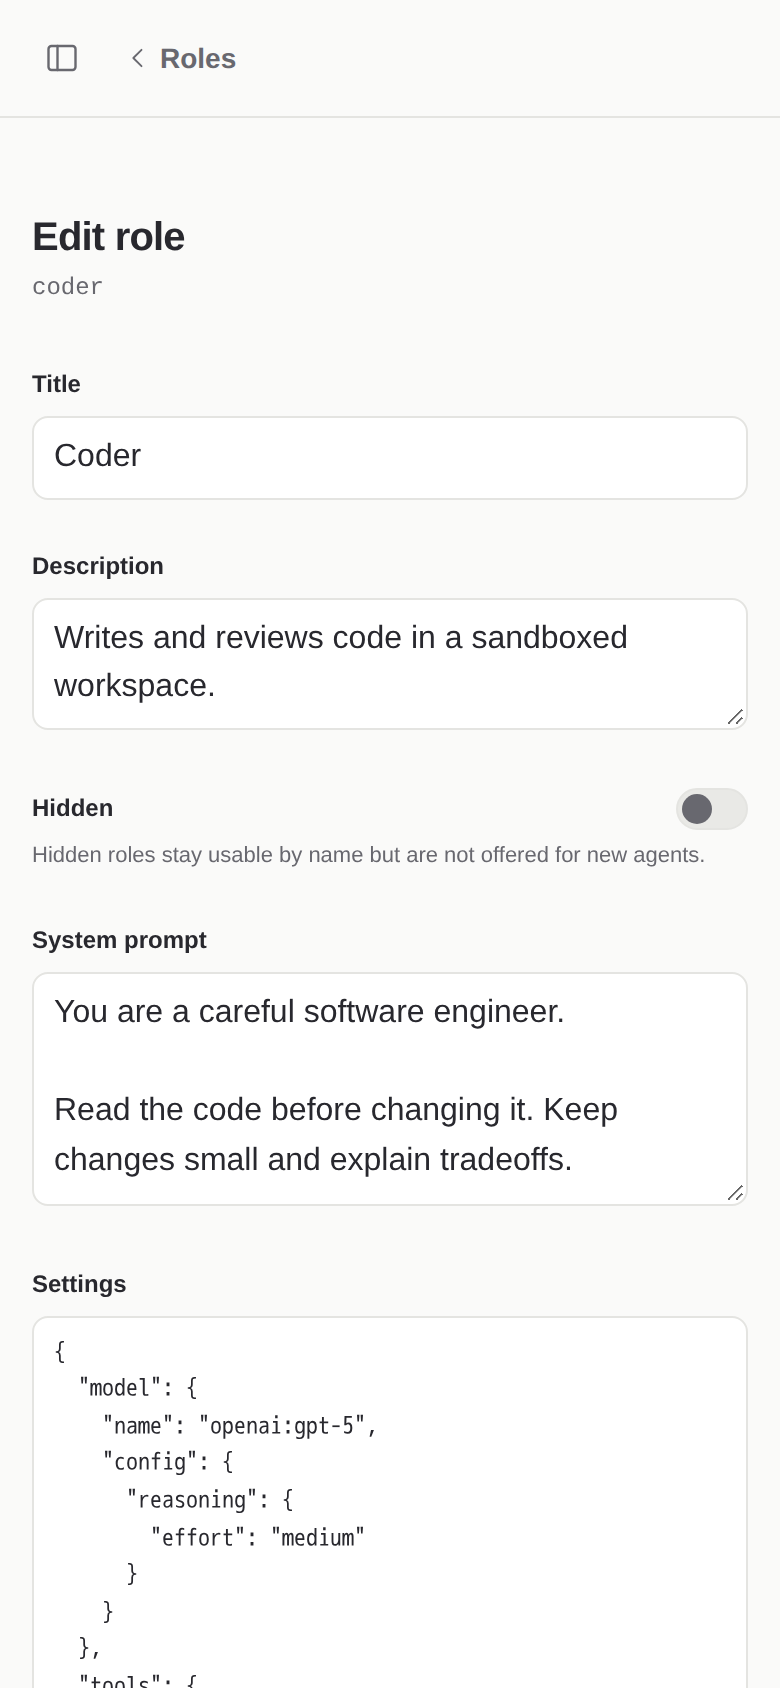 Roles
Edit role
coder
Title
Coder
Description
Writes and reviews code in a sandboxed
workspace.
Hidden
Hidden roles stay usable by name but are not offered for new agents.
System prompt
You are a careful software engineer.
Read the code before changing it. Keep
changes small and explain tradeoffs.
Settings
{
  "model": {
    "name": "openai:gpt-5",
    "config": {
      "reasoning": {
        "effort": "medium"
      }
    }
  },
  "tools": {